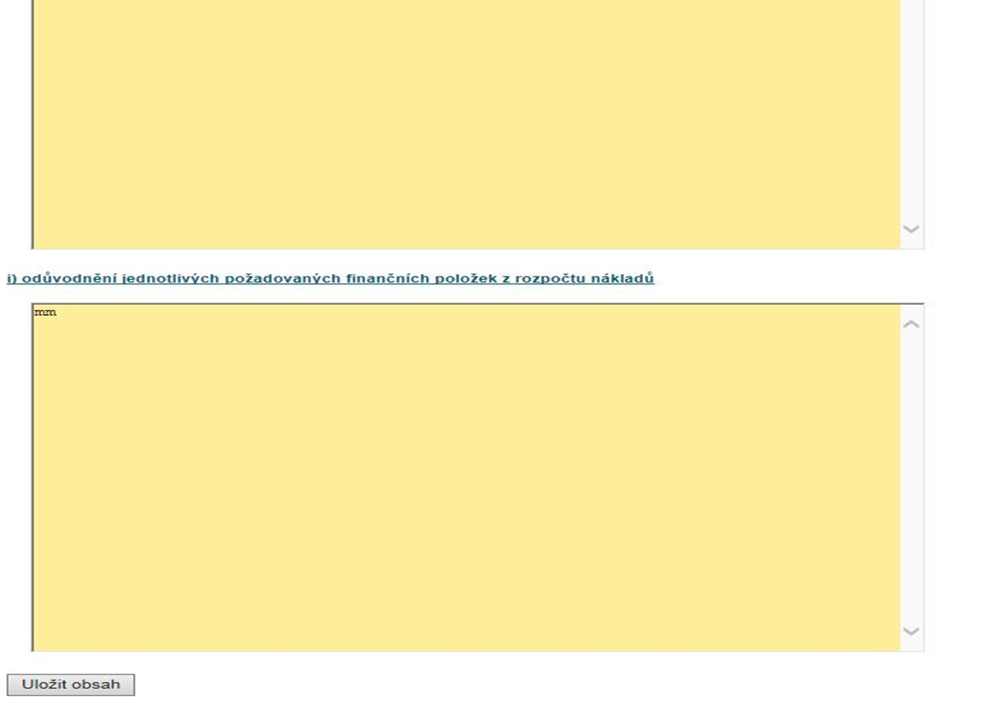 i) odůvodnění jednotlivých požadovaných finančních položek z rozpočtu nákladů
mm
Uložit obsah